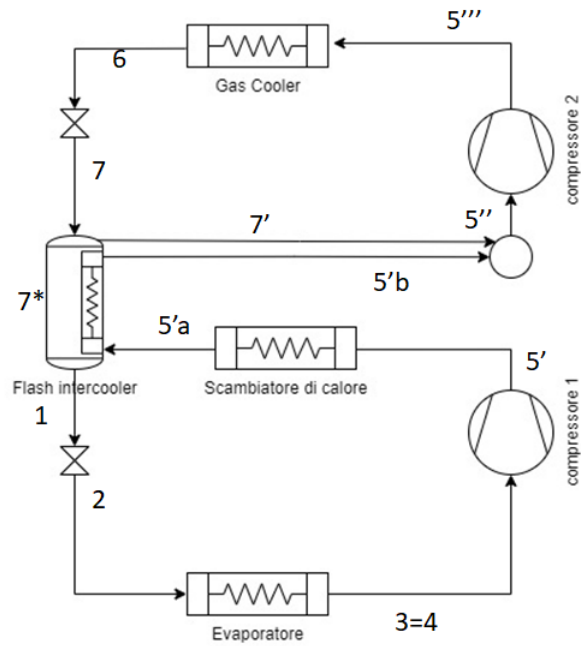 5′′′
6
Gas Cooler
compressore 2
7
7′
5′′
5′b
7*
5′a
5′
Flash intercooler
Scambiatore di calore
compressore 1
1
2
Evaporatore
3=4